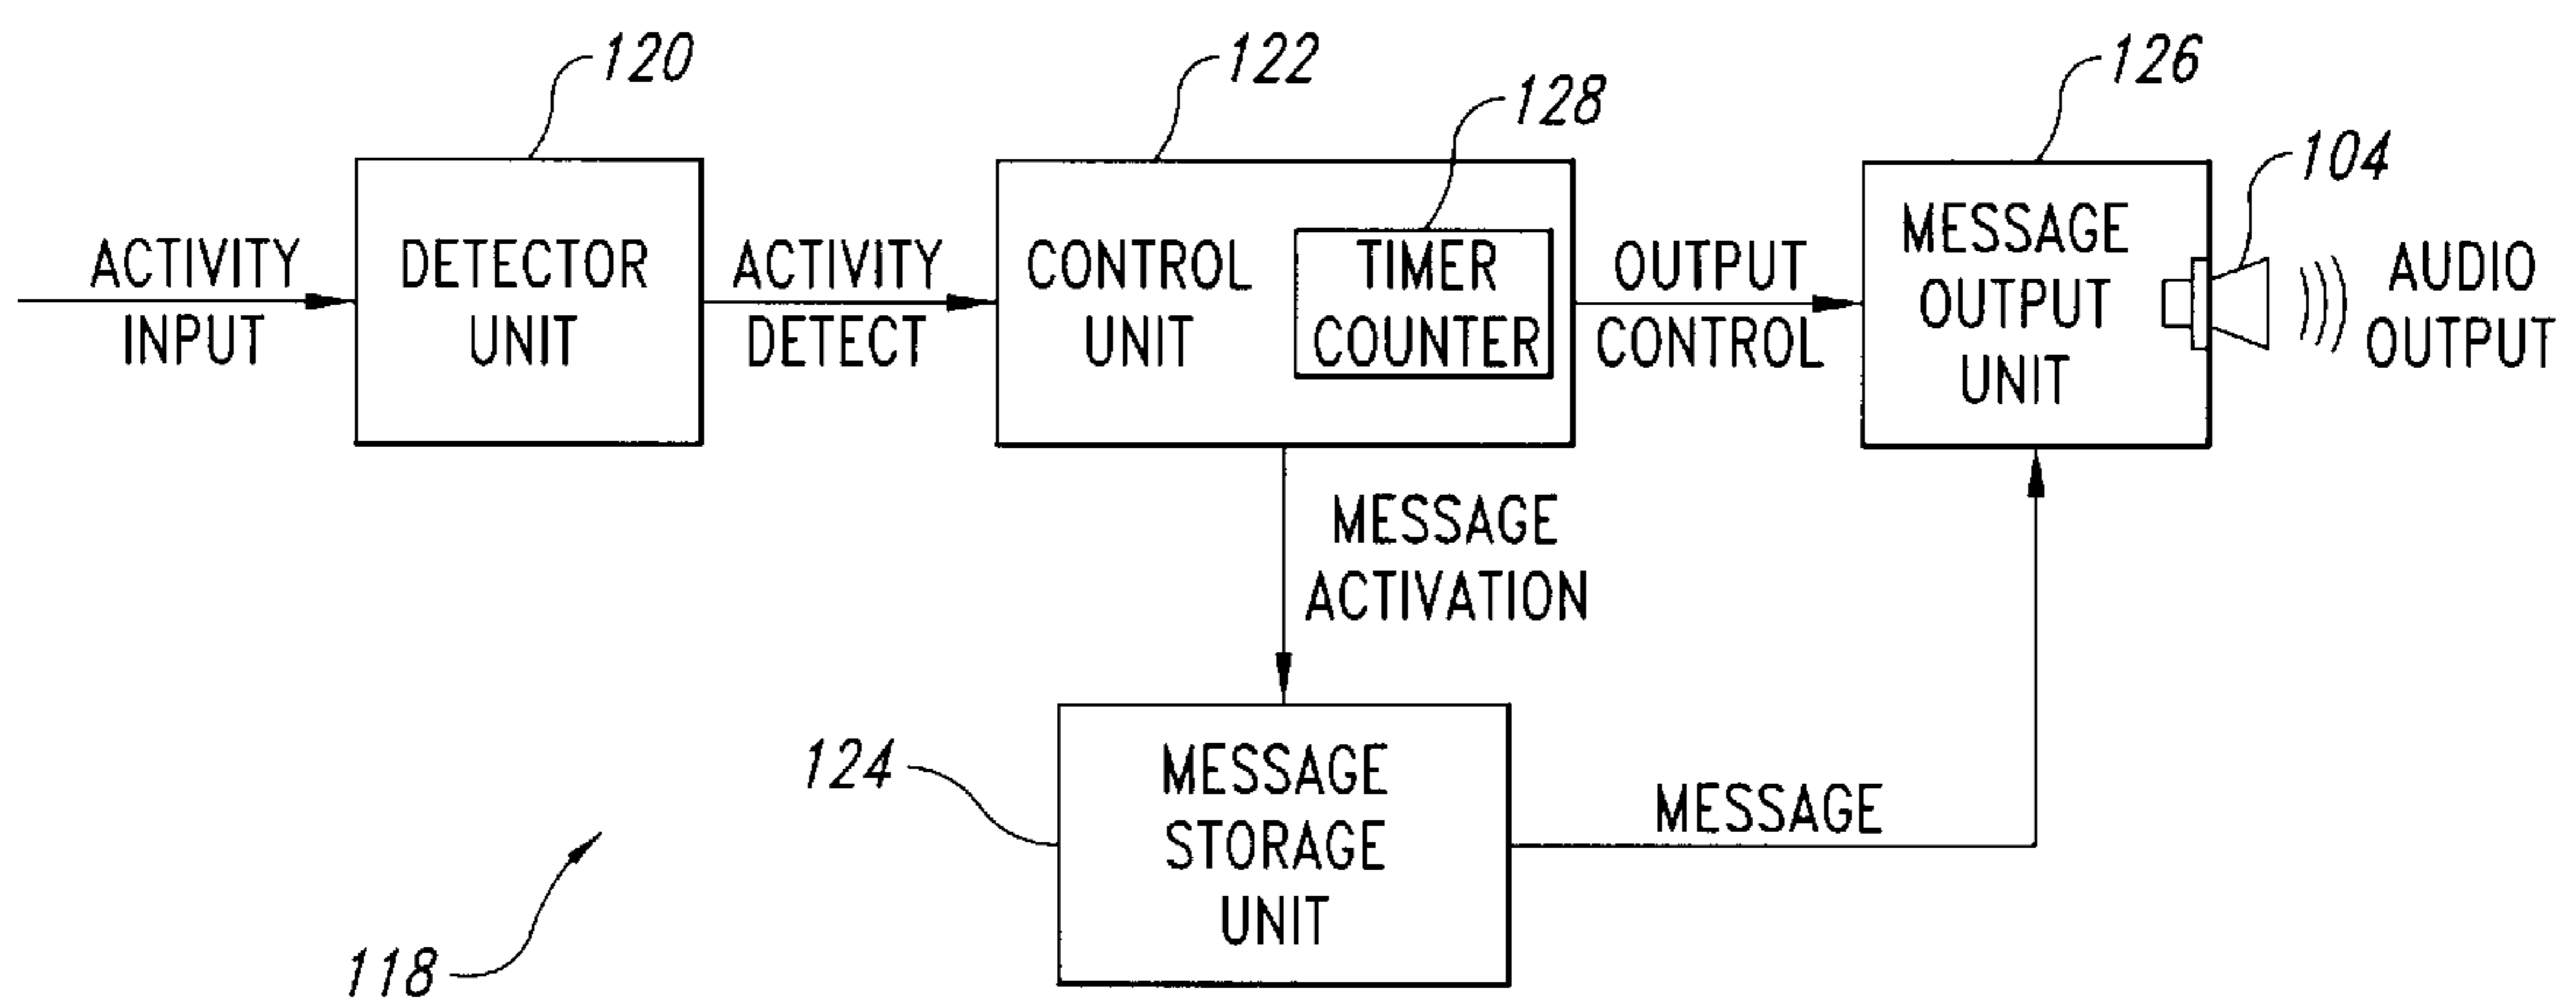 120
122
128
126
104
ACTIVITY
INPUT
DETECTOR
UNIT
ACTIVITY
DETECT
CONTROL
UNIT
TIMER
COUNTER
OUTPUT
CONTROL
MESSAGE
OUTPUT
UNIT
AUDIO
OUTPUT
MESSAGE
ACTIVATION
124
MESSAGE
STORAGE
UNIT
MESSAGE
118